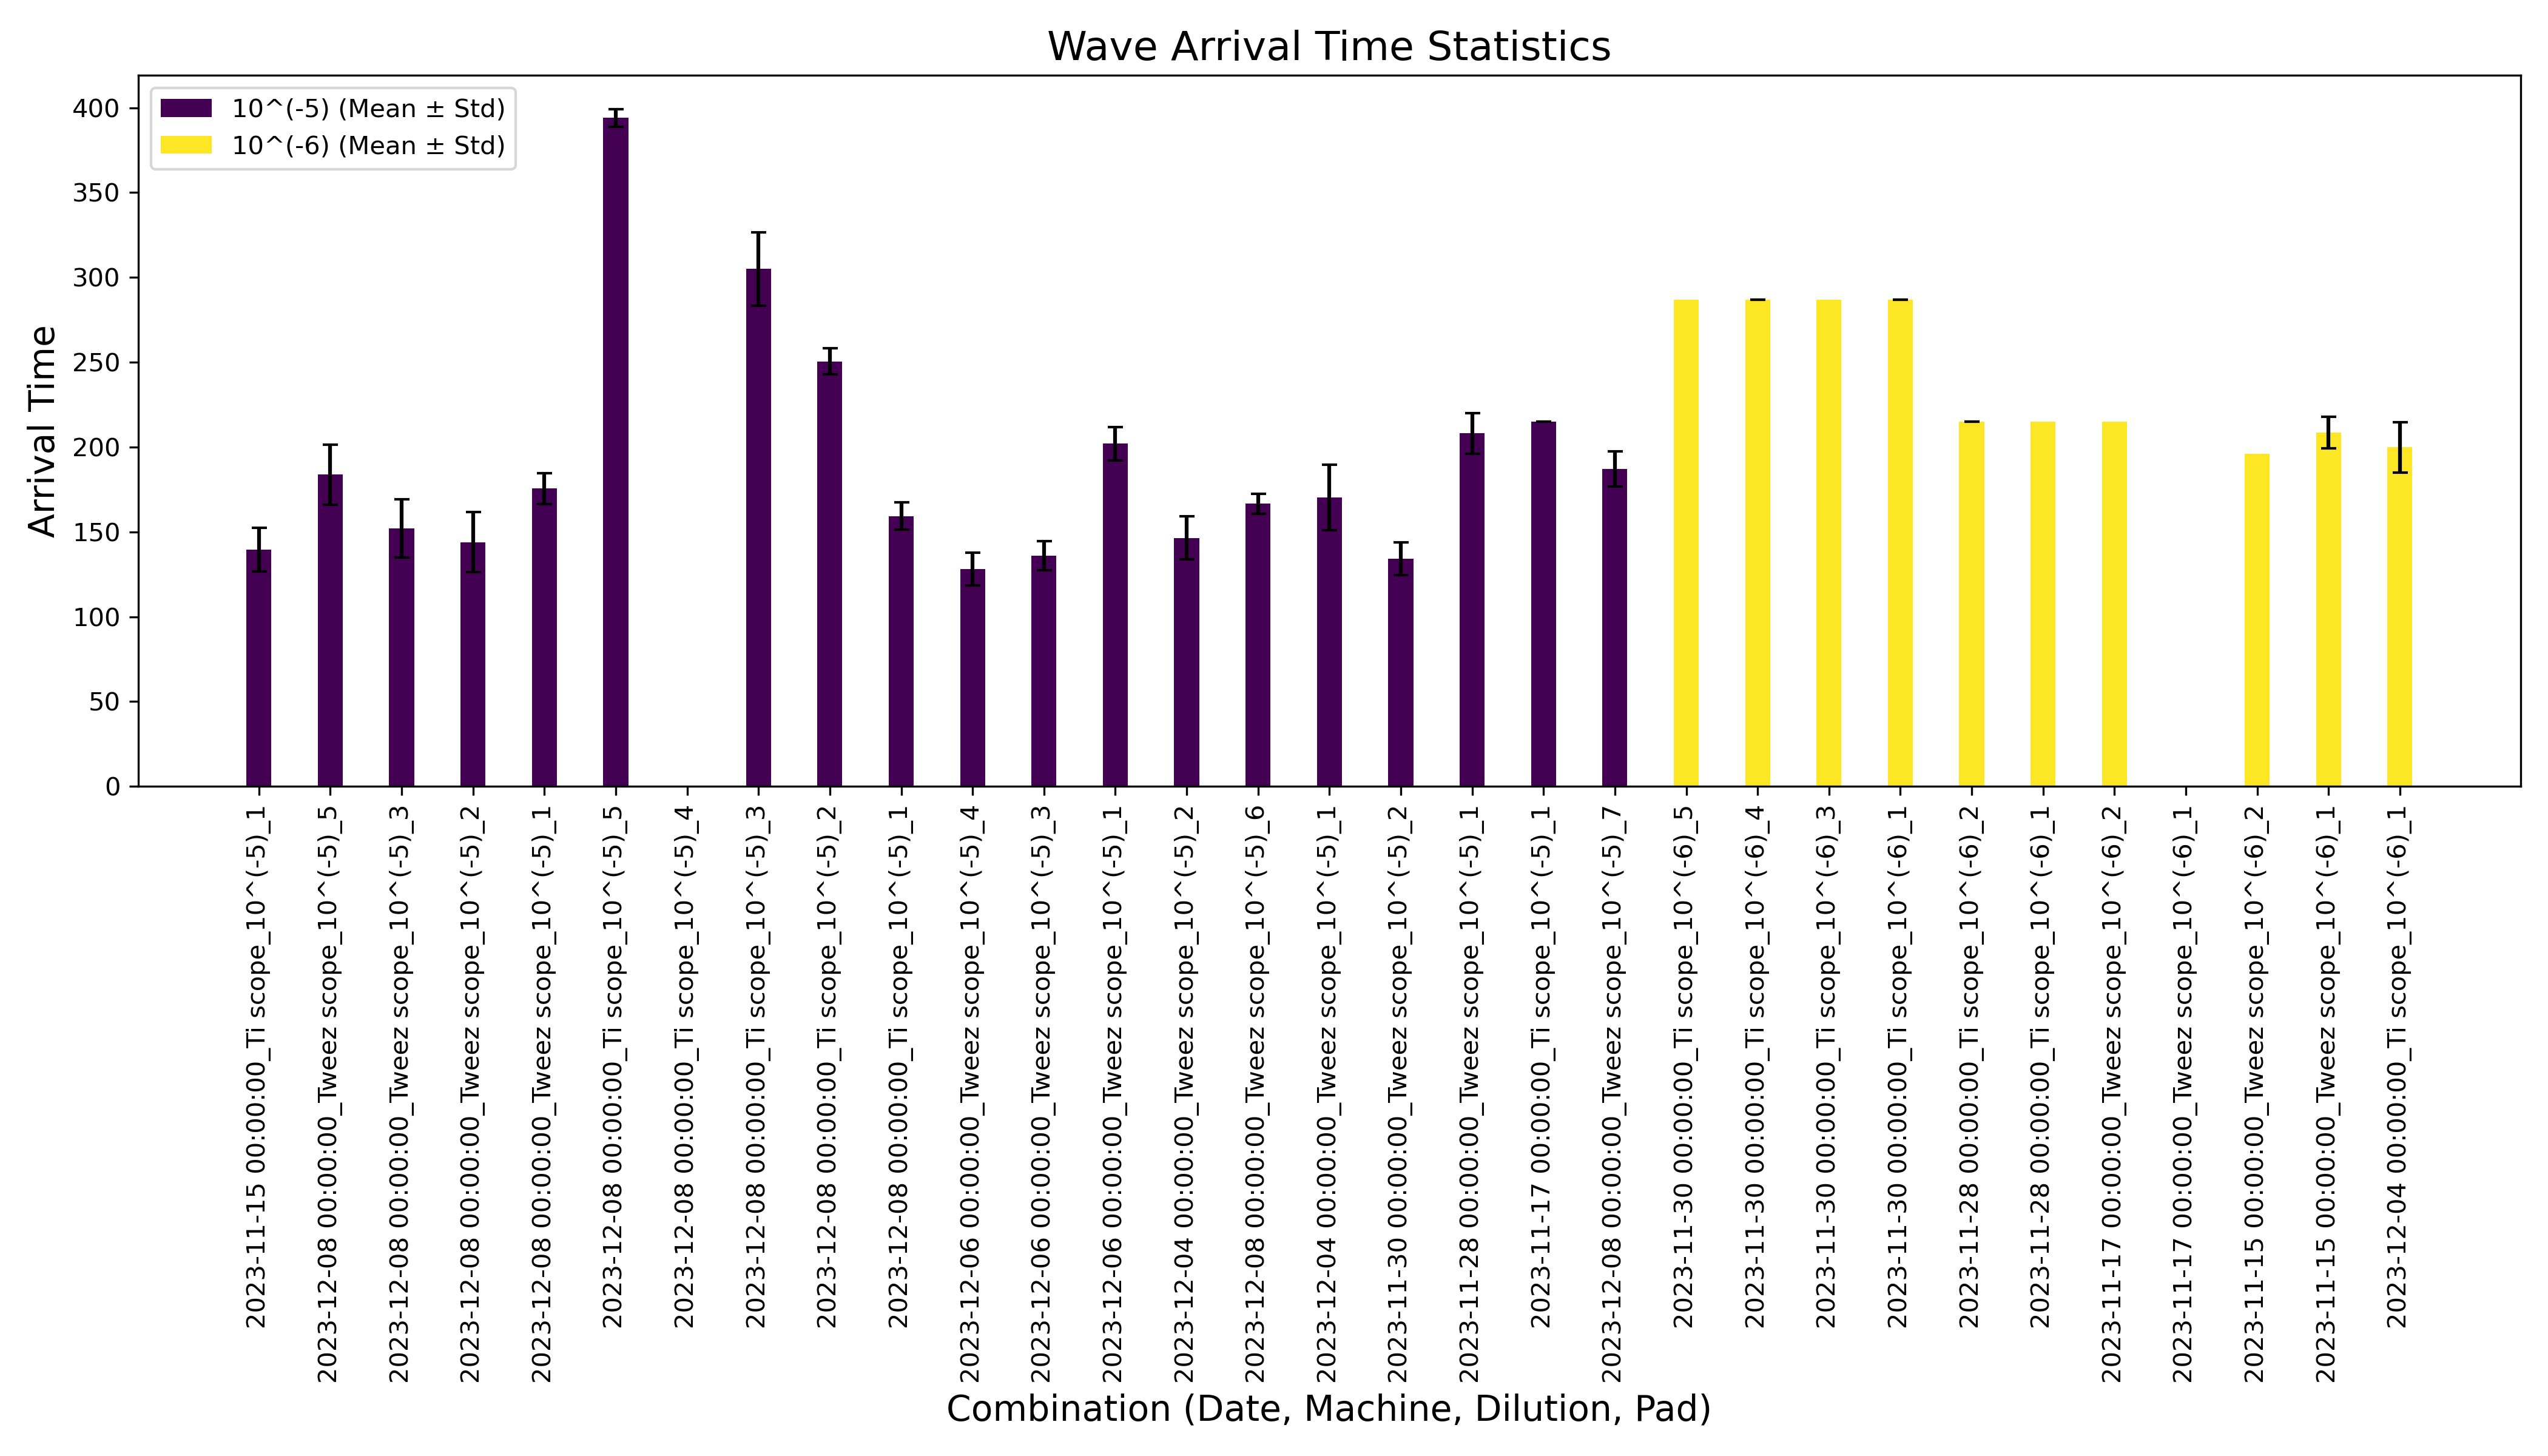 Wave Arrival Time Statistics
10^(-5) (Mean ± Std)
10^(-6) (Mean ± Std)
Arrival Time
400
350
300
250
200
150
100
50
0
2023-11-15 00:00:00_Ti scope_10^(-5)_1
2023-12-08 00:00:00_Tweez scope_10^(-5)_5
2023-12-08 00:00:00_Tweez scope_10^(-5)_3
2023-12-08 00:00:00_Tweez scope_10^(-5)_2
2023-12-08 00:00:00_Tweez scope_10^(-5)_1
2023-12-08 00:00:00_Ti scope_10^(-5)_5
2023-12-08 00:00:00_Ti scope_10^(-5)_4
2023-12-08 00:00:00_Ti scope_10^(-5)_3
2023-12-08 00:00:00_Ti scope_10^(-5)_2
2023-12-08 00:00:00_Ti scope_10^(-5)_1
2023-12-06 00:00:00_Tweez scope_10^(-5)_4
2023-12-06 00:00:00_Tweez scope_10^(-5)_3
2023-12-06 00:00:00_Tweez scope_10^(-5)_1
2023-12-04 00:00:00_Tweez scope_10^(-5)_2
2023-12-08 00:00:00_Tweez scope_10^(-5)_6
2023-12-04 00:00:00_Tweez scope_10^(-5)_1
2023-11-30 00:00:00_Tweez scope_10^(-5)_2
2023-11-28 00:00:00_Tweez scope_10^(-5)_1
2023-11-17 00:00:00_Ti scope_10^(-5)_1
2023-12-08 00:00:00_Tweez scope_10^(-5)_7
2023-11-30 00:00:00_Ti scope_10^(-6)_5
2023-11-30 00:00:00_Ti scope_10^(-6)_4
2023-11-30 00:00:00_Ti scope_10^(-6)_3
2023-11-30 00:00:00_Ti scope_10^(-6)_1
2023-11-28 00:00:00_Ti scope_10^(-6)_2
2023-11-28 00:00:00_Ti scope_10^(-6)_1
2023-11-17 00:00:00_Tweez scope_10^(-6)_2
2023-11-17 00:00:00_Tweez scope_10^(-6)_1
2023-11-15 00:00:00_Tweez scope_10^(-6)_2
2023-11-15 00:00:00_Tweez scope_10^(-6)_1
2023-12-04 00:00:00_Ti scope_10^(-6)_1
Combination (Date, Machine, Dilution, Pad)